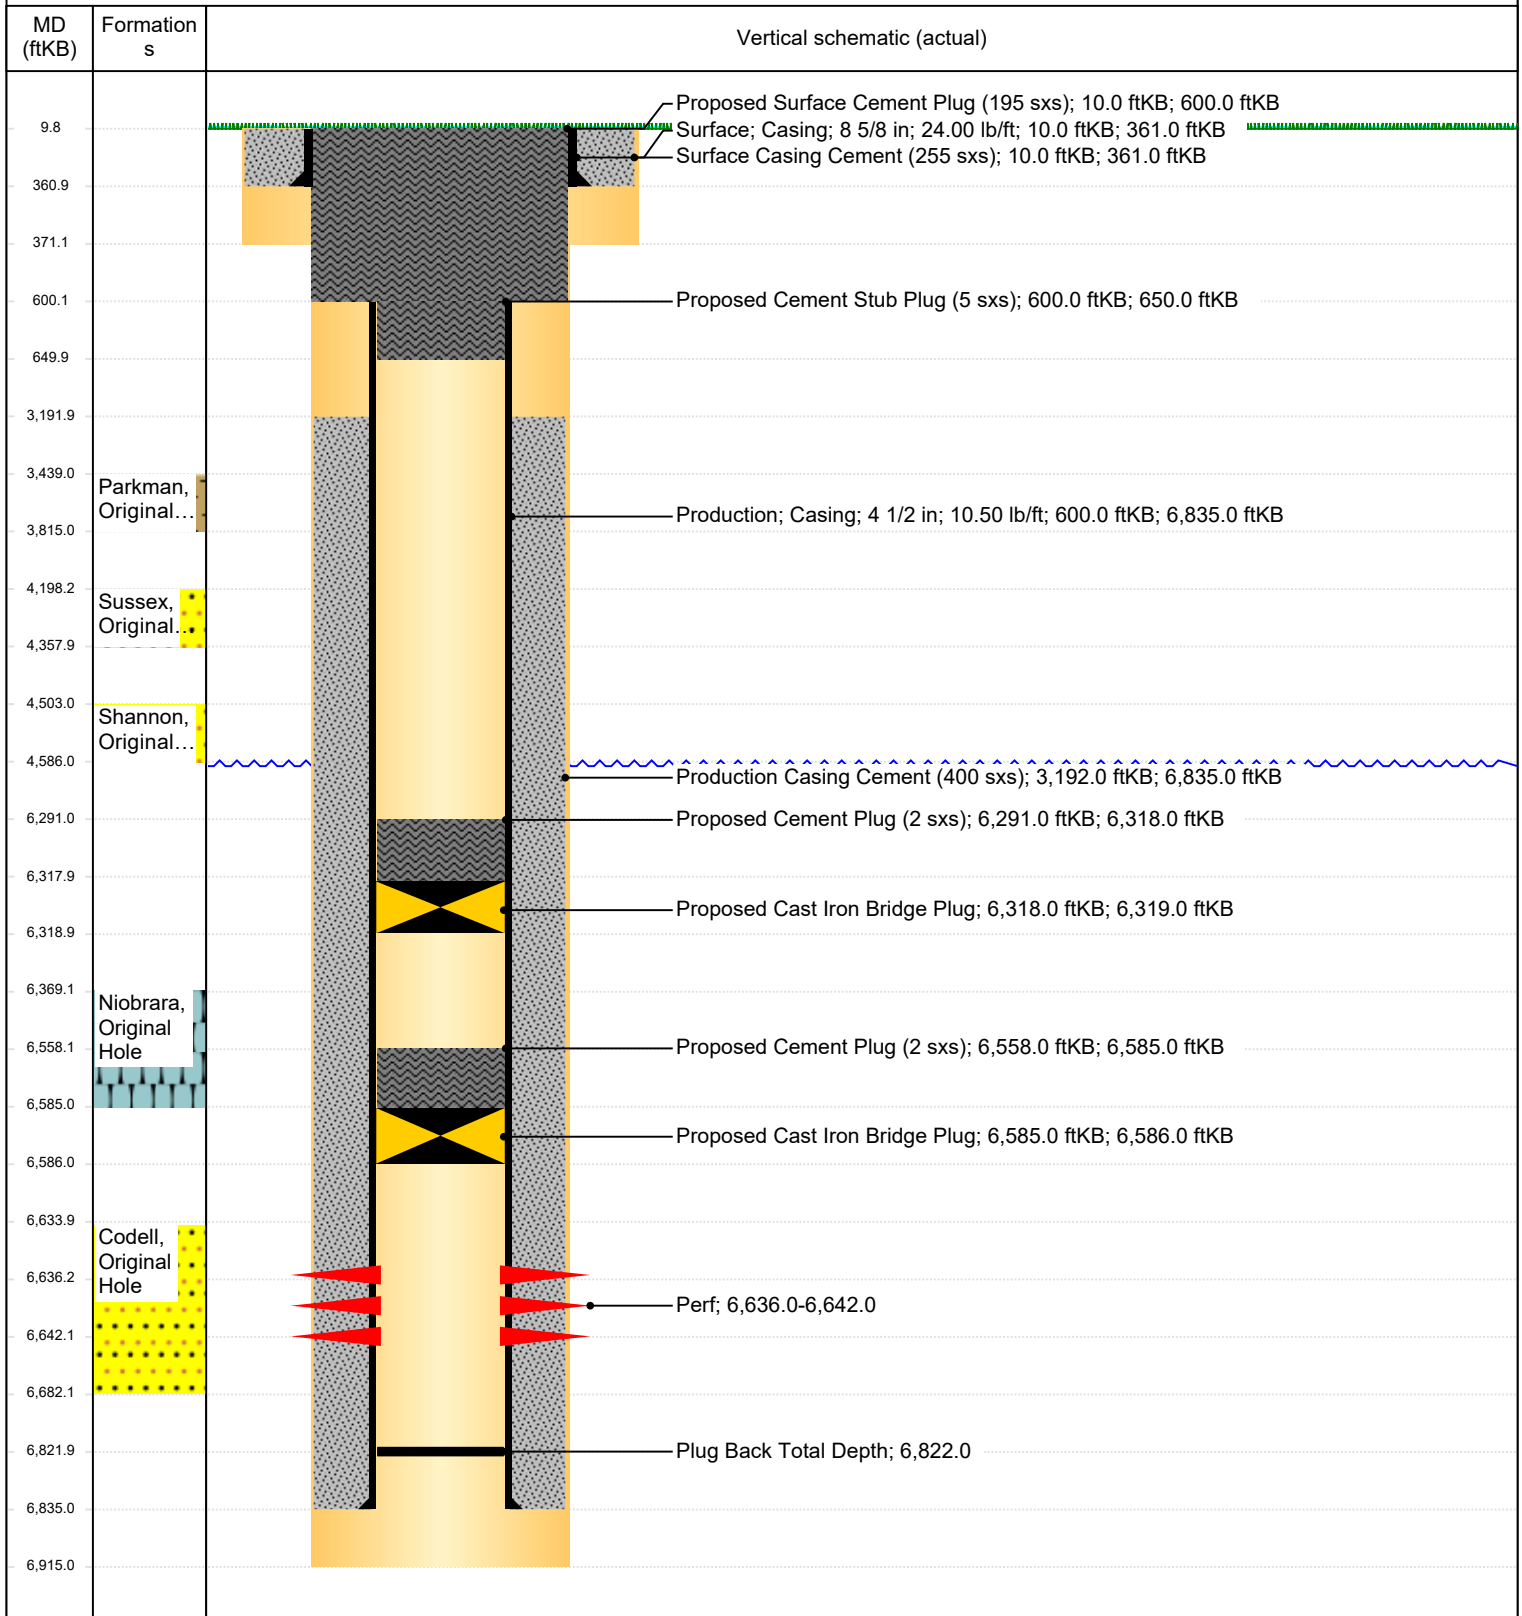 MD
(ftKB)
Formation
s
Vertical schematic (actual)
Proposed Surface Cement Plug (195 sxs); 10.0 ftKB; 600.0 ftKB
9.8
Surface; Casing; 8 5/8 in; 24.00 lb/ft; 10.0 ftKB; 361.0 ftKB
Surface Casing Cement (255 sxs); 10.0 ftKB; 361.0 ftKB
360.9
371.1
600.1
Proposed Cement Stub Plug (5 sxs); 600.0 ftKB; 650.0 ftKB
649.9
3,191.9
3,439.0
Parkman,
Original...
Production; Casing; 4 1/2 in; 10.50 lb/ft; 600.0 ftKB; 6,835.0 ftKB
3,815.0
4,198.2
Sussex,
Original...
4,357.9
4,503.0
Shannon,
Original...
4,586.0
Production Casing Cement (400 sxs); 3,192.0 ftKB; 6,835.0 ftKB
6,291.0
Proposed Cement Plug (2 sxs); 6,291.0 ftKB; 6,318.0 ftKB
6,317.9
Proposed Cast Iron Bridge Plug; 6,318.0 ftKB; 6,319.0 ftKB
6,318.9
6,369.1
Niobrara,
Original
Hole
6,558.1
Proposed Cement Plug (2 sxs); 6,558.0 ftKB; 6,585.0 ftKB
6,585.0
Proposed Cast Iron Bridge Plug; 6,585.0 ftKB; 6,586.0 ftKB
6,586.0
6,633.9
Codell,
Original
Hole
6,636.2
Perf; 6,636.0-6,642.0
6,642.1
6,682.1
6,821.9
Plug Back Total Depth; 6,822.0
6,835.0
6,915.0